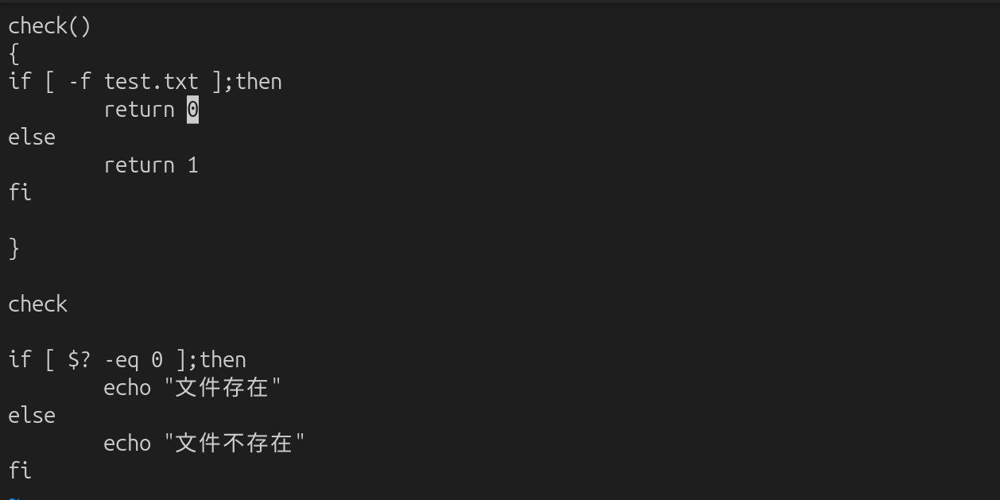 check()
{
if [ -f test.txt ];then
        return 0
else
        return 1
fi
}
check
if [ $? -eq 0 ];then
        echo "文件存在"
else
        echo "文件不存在"
fi
~